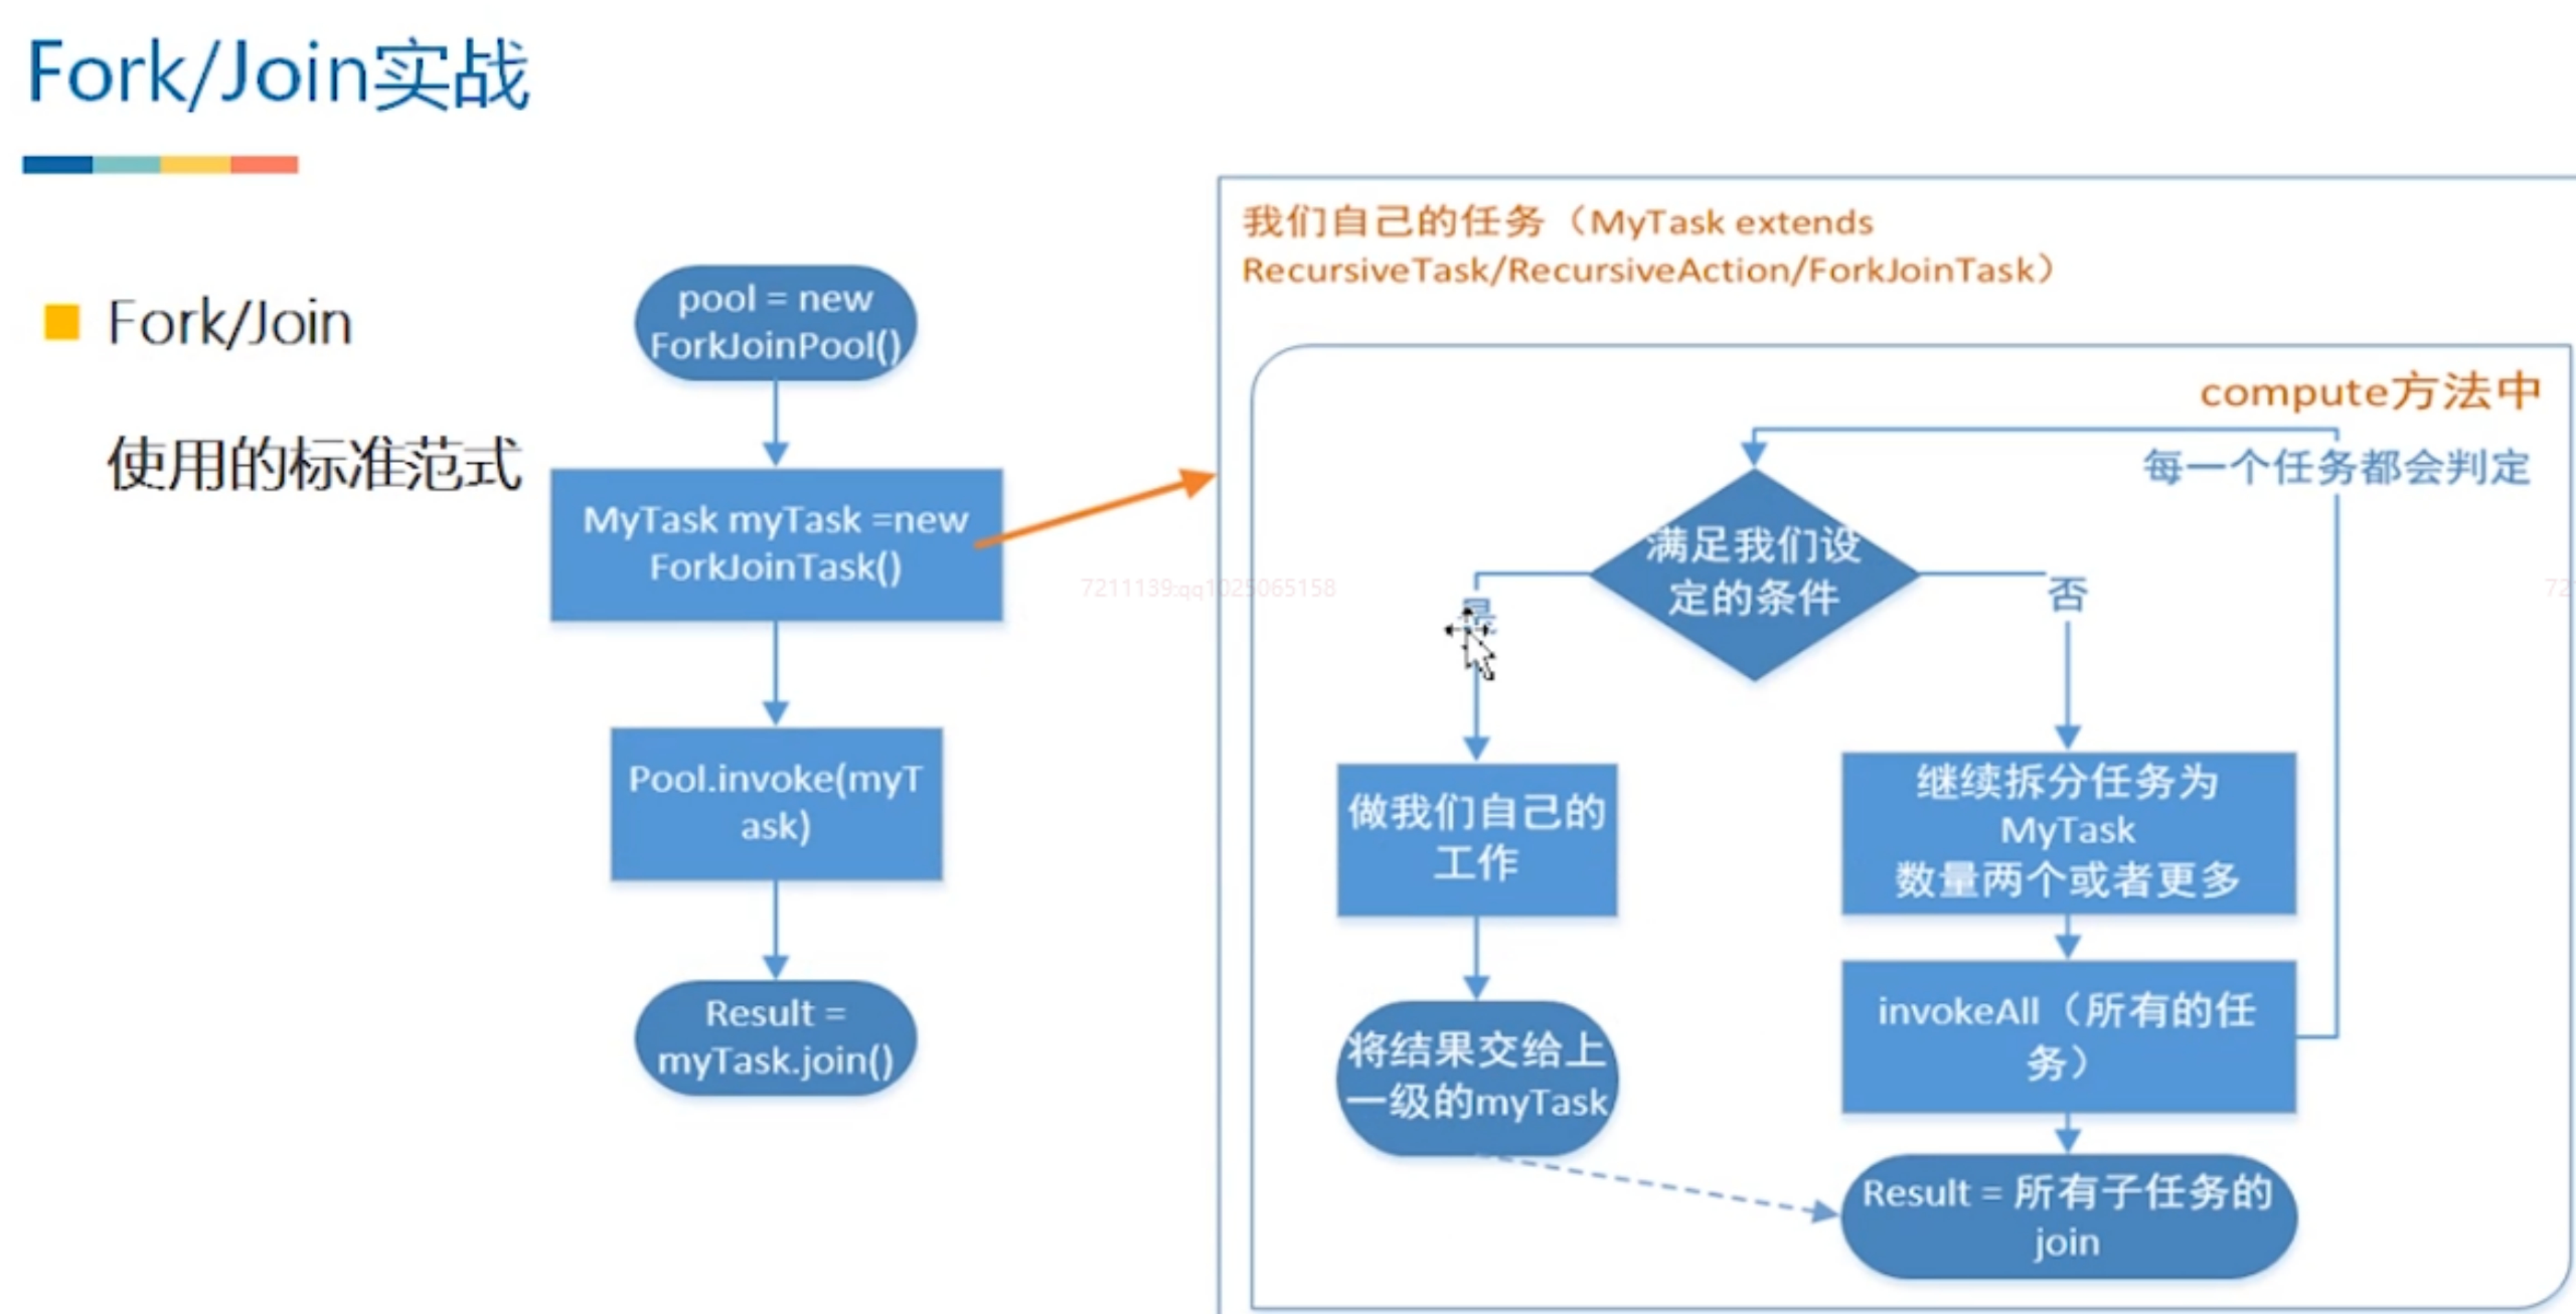 Fork/Join实战
Fork/Join
使用的标准范式
pool = new
ForkJoinPool()
MyTask myTask =new
ForkJoinTask()
Pool.invoke(myT
ask)
Result =
myTask.join()
我们自己的任务（MyTask extends
RecursiveTask/RecursiveAction/ForkJoinTask）
compute方法中
每一个任务都会判定
满足我们设
定的条件
是
否
做我们自己的
工作
将结果交给上
一级的myTask
继续拆分任务为
MyTask
数量两个或者更多
invokeAll（所有的任
务）
Result = 所有子任务的
join
7211139:qq1025065158
72